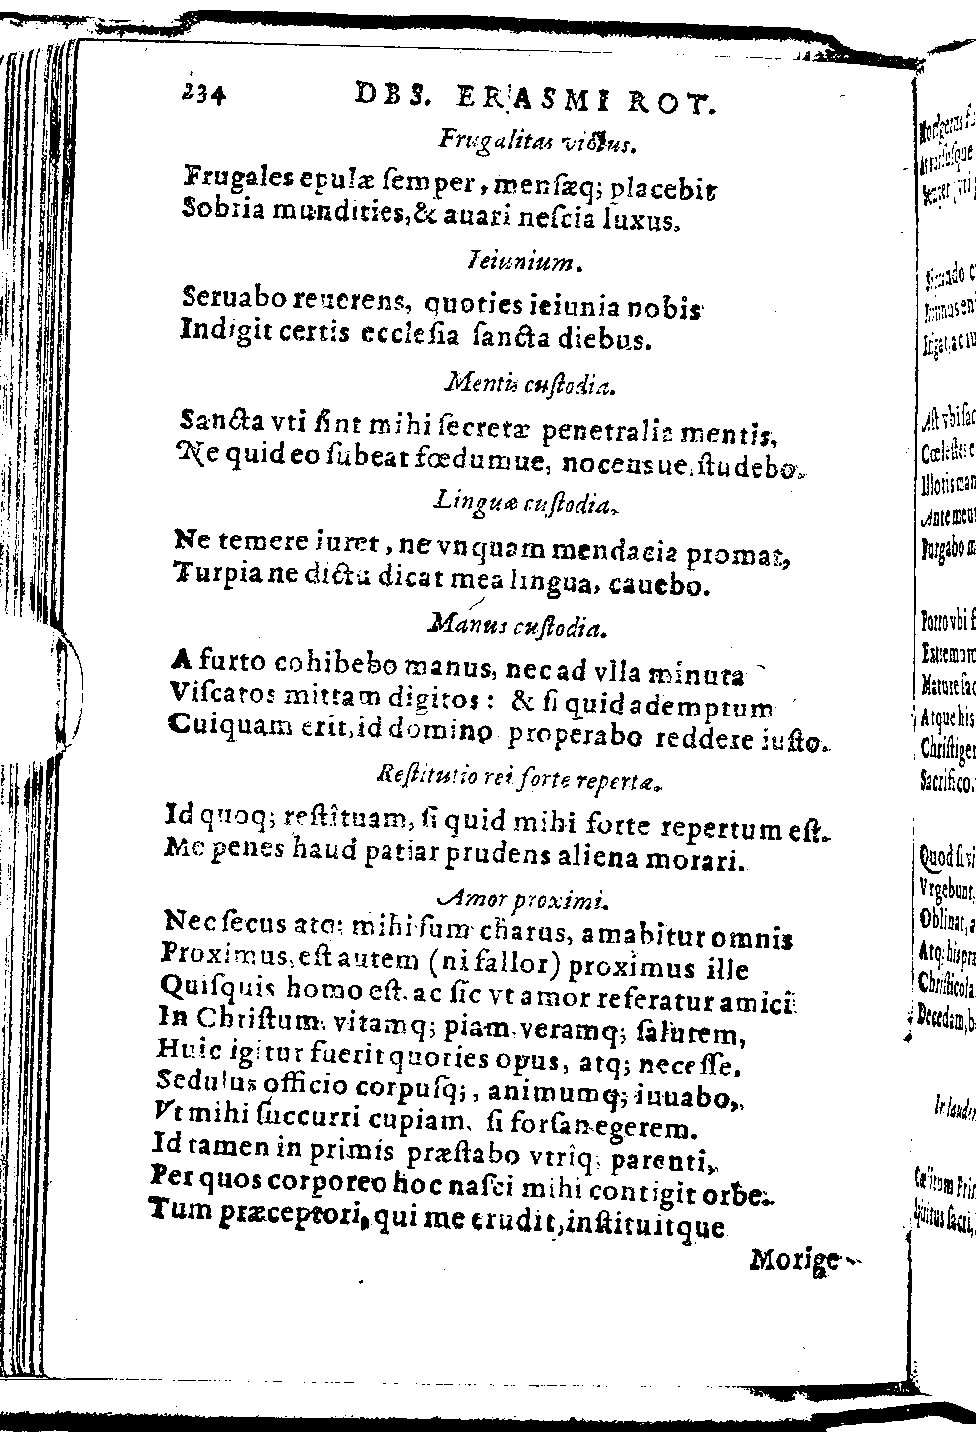 234 DES. ERASMI ROT.
Frugalitas victus.
Frugales epulæ ſemper, menſæq; placebit
Sobria mundities, & auari neſcia luxus.
Ieiunium.
Seruabo reuerens, quoties ieiunia nobis
Indigit certis eccleſia ſancta diebus.
Mentis cuſtodia.
Sancta vti ſint mihi ſecretæ penetralia mentis,
Ne quid eo ſubeat fœdumue, nocensue, ſtudebo.
Linguæ cuſtodia.
Ne temere iuret, ne vnquam mendacia promat,
Turpia ne dicta dicat mea lingua, cauebo.
Manus cuſtodia.
A furto cohibebo manus, nec ad vlla minuta
Viſcatos mittam digitos: & ſi quid ademptum
Cuiquam erit, id domino properabo reddere iuſto.
Reſtitutio rei forte repertæ.
Id quoq; reſtituam, ſi quid mihi forte repertum eſt.
Me penes haud patiar prudens aliena morari.
Amor proximi.
Nec ſecus atq; mihi ſum charus, amabitur omnis
Proximus, eſt autem (ni fallor) proximus ille
Quiſquis homo eſt. ac ſic vt amor referatur amici
In Chriſtum, vitamq; piam, veramq; ſalutem,
Huic igitur fuerit quoties opus, atq; neceſſe,
Sedulus officio corpuſq;, animumq; iuuabo,
Vt mihi ſuccurri cupiam, ſi forſan egerem.
Id tamen in primis præſtabo vtriq; parenti,
Per quos corporeo hoc naſci mihi contigit orbe.
Tum præceptori, qui me erudit, inſtituitque
Morige-